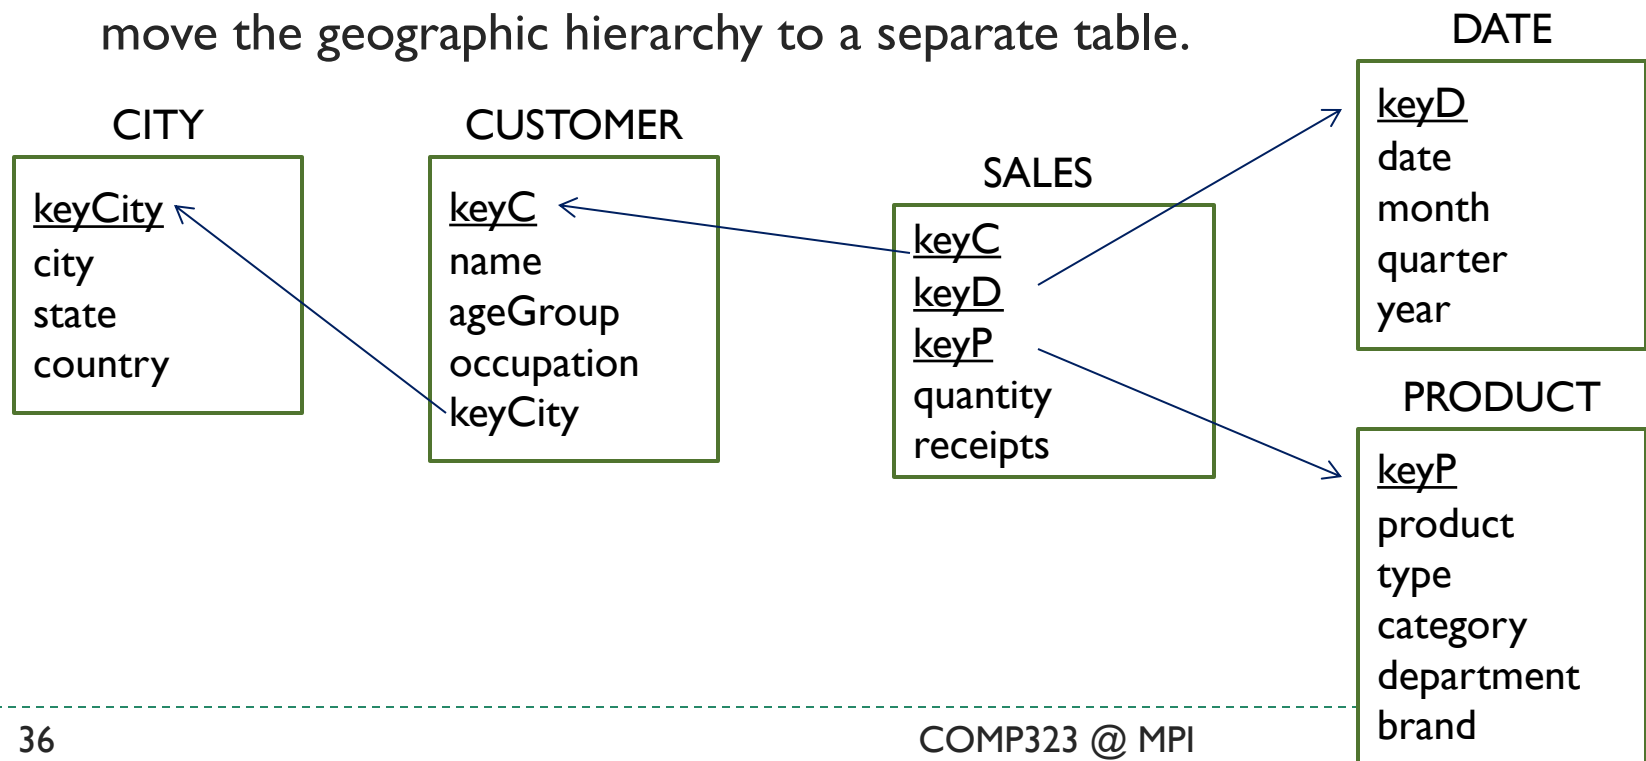 move the geographic hierarchy to a separate table.
CITY
keyCity
city
state
country
CUSTOMER
keyC
name
ageGroup
occupation
keyCity
SALES
keyC
keyD
keyP
quantity
receipts
DATE
keyD
date
month
quarter
year
PRODUCT
keyP
product
type
category
department
brand
36
COMP323 @ MPI